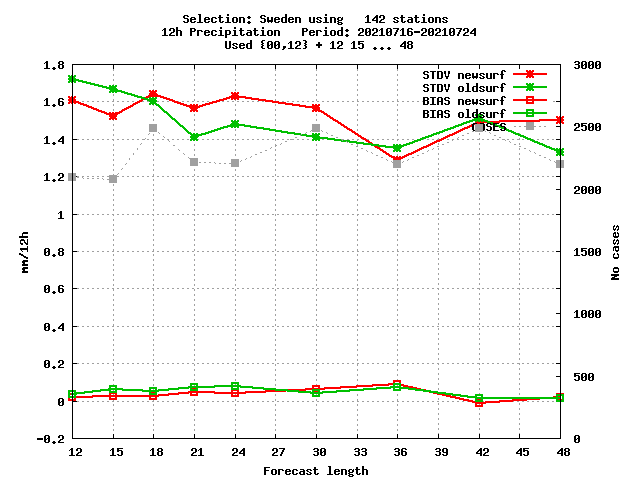 Selection: Sweden using   142 stations
12h Precipitation   Period: 20210716-20210724
Used {00,12} + 12 15 ... 48
1.8
1.6
1.4
1.2
1
0.8
0.6
0.4
0.2
0
-0.2
3000
2500
2000
1500
1000
500
0
mm/12h
No cases
STDV newsurf
STDV oldsurf
BIAS newsurf
BIAS oldsurf
CASES
12 15 18 21 24 27 30 33 36 39 42 45 48
Forecast length